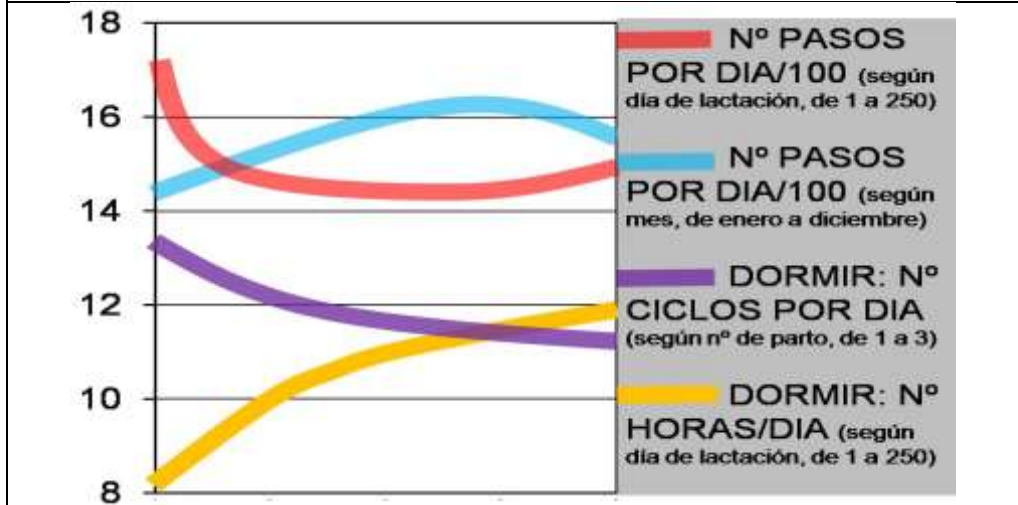 18
16
14
12
10
8
Nº PASOS
POR DIA/100 (según
día de lactación, de 1 a 250)
Nº PASOS
POR DIA/100 (según
mes, de enero a diciembre)
DORMIR: Nº
CICLOS POR DIA
(según nº de parto, de 1 a 3)
DORMIR: Nº
HORAS/DIA (según
día de lactación, de 1 a 250)